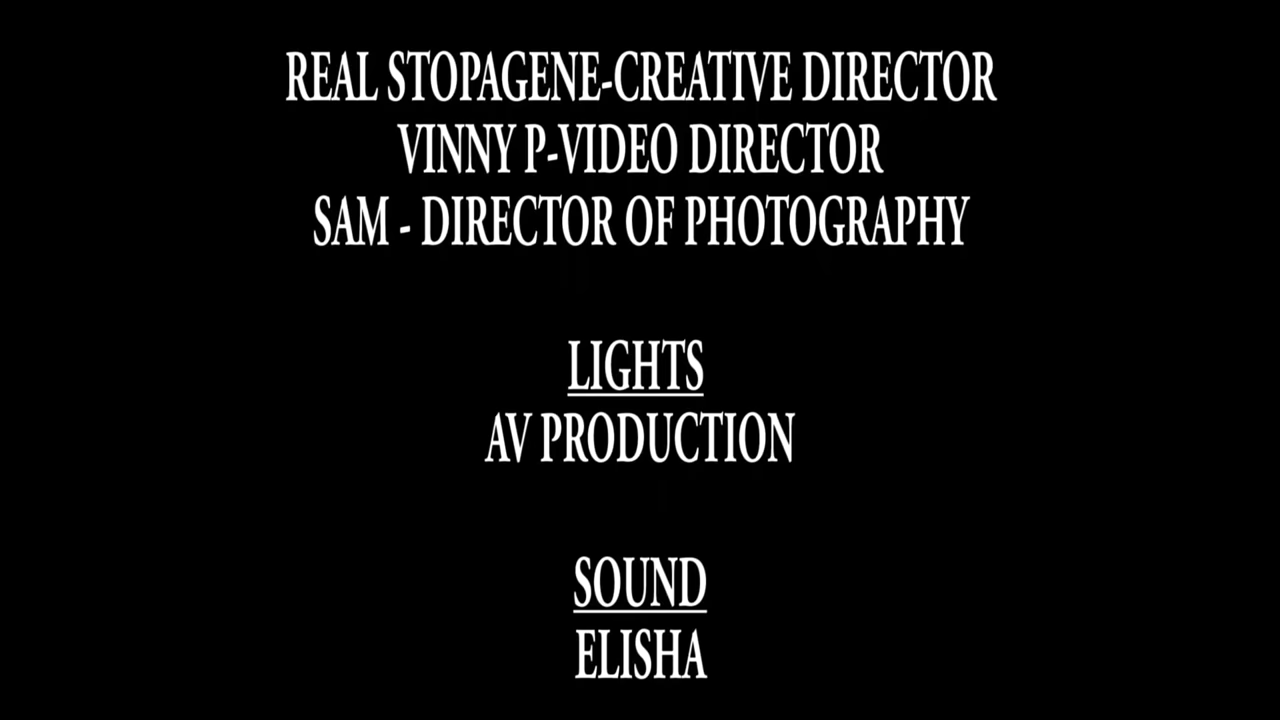 REAL STOPAGENE-CREATIVE DIRECTOR
VINNY P-VIDEO DIRECTOR
SAM - DIRECTOR OF PHOTOGRAPHY
LIGHTS
AV PRODUCTION
SOUND
ELISHA